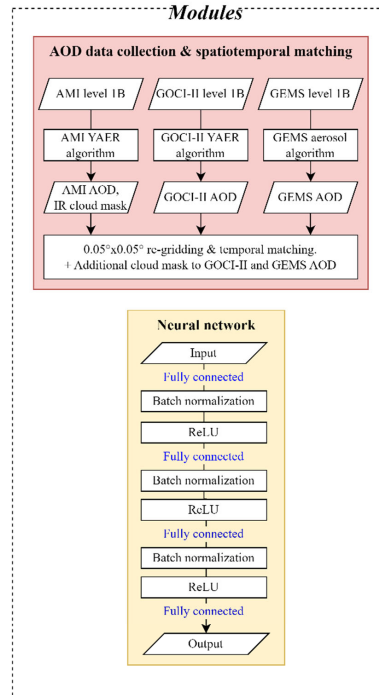 Modules
AOD data collection & spatiotemporal matching
AMI level 1B
GOCI-II level 1B
GEMS level 1B
AMI YAER
algorithm
GOCI-II YAER
algorithm
GEMS aerosol
algorithm
AMI AOD,
IR cloud mask
GOCI-II AOD
GEMS AOD
0.05°x0.05° re-gridding & temporal matching.
+ Additional cloud mask to GOCI-II and GEMS AOD
Neural network
Input
Fully connected
Batch normalization
ReLU
Fully connected
Batch normalization
ReLU
Fully connected
Batch normalization
ReLU
Fully connected
Output